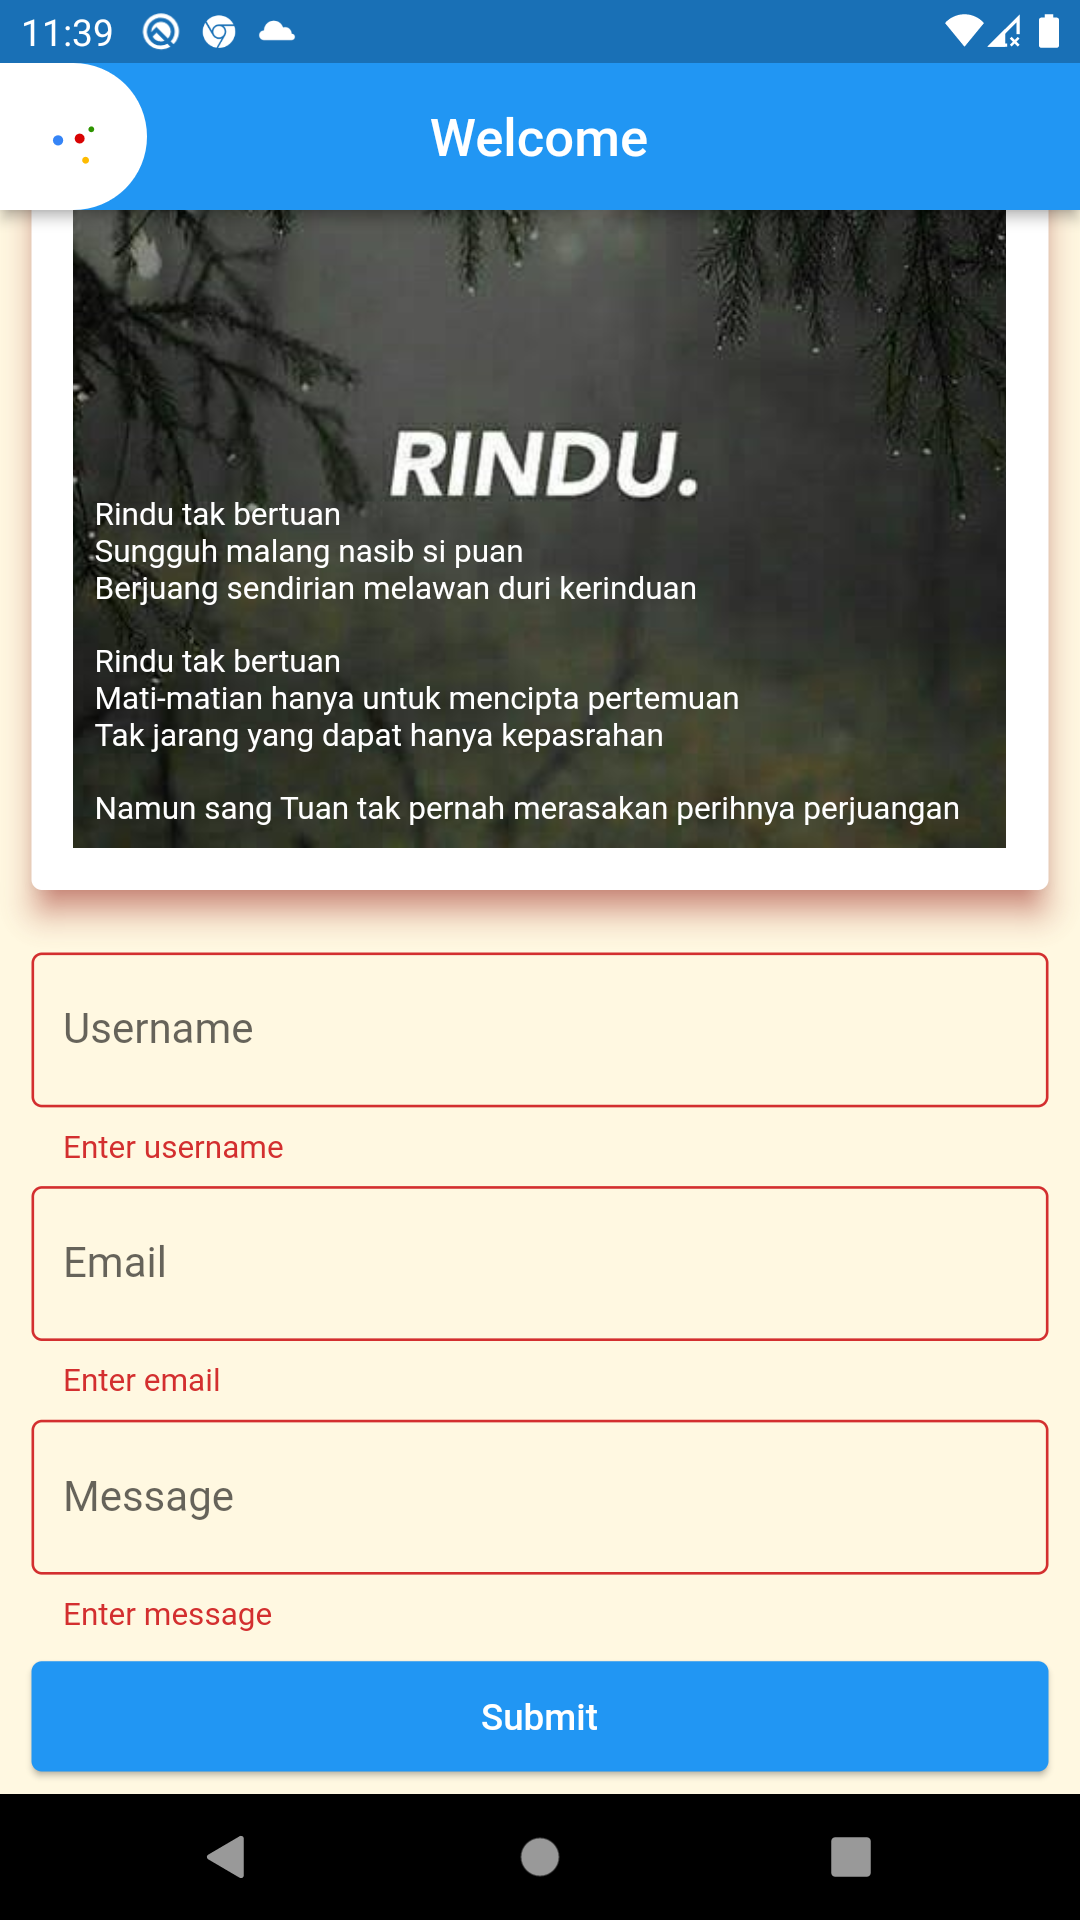 11:39
Welcome
RINDU.
Rindu tak bertuan
Sungguh malang nasib si puan
Berjuang sendirian melawan duri kerinduan
Rindu tak bertuan
Mati-matian hanya untuk mencipta pertemuan
Tak jarang yang dapat hanya kepasrahan
Namun sang Tuan tak pernah merasakan perihnya perjuangan
Username
Enter username
Email
Enter email
Message
Enter message
Submit